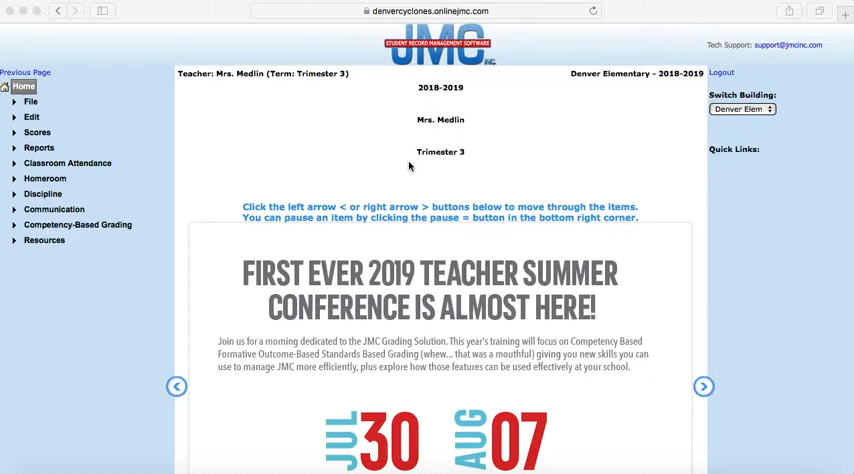 denvercyclones.onlinejmc.com
JMC INC.
STUDENT RECORD MANAGEMENT SOFTWARE
Tech Support: support@jmcinc.com
Previous Page
Teacher: Mrs. Medlin (Term: Trimester 3)
Denver Elementary - 2018-2019
Logout
Home
File
Edit
Scores
Reports
Classroom Attendance
Homeroom
Discipline
Communication
Competency-Based Grading
Resources
2018-2019
Mrs. Medlin
Trimester 3
Switch Building:
Denver Elem
Quick Links:
Click the left arrow < or right arrow > buttons below to move through the items.
You can pause an item by clicking the pause = button in the bottom right corner.
FIRST EVER 2019 TEACHER SUMMER
CONFERENCE IS ALMOST HERE!
Join us for a morning dedicated to the JMC Grading Solution. This year's training will focus on Competency Based
Formative Outcome-Based Standards Based Grading (whew... that was a mouthful) giving you new skills you can
use to manage JMC more efficiently, plus explore how those features can be used effectively at your school.
JUL 30 AUG 07